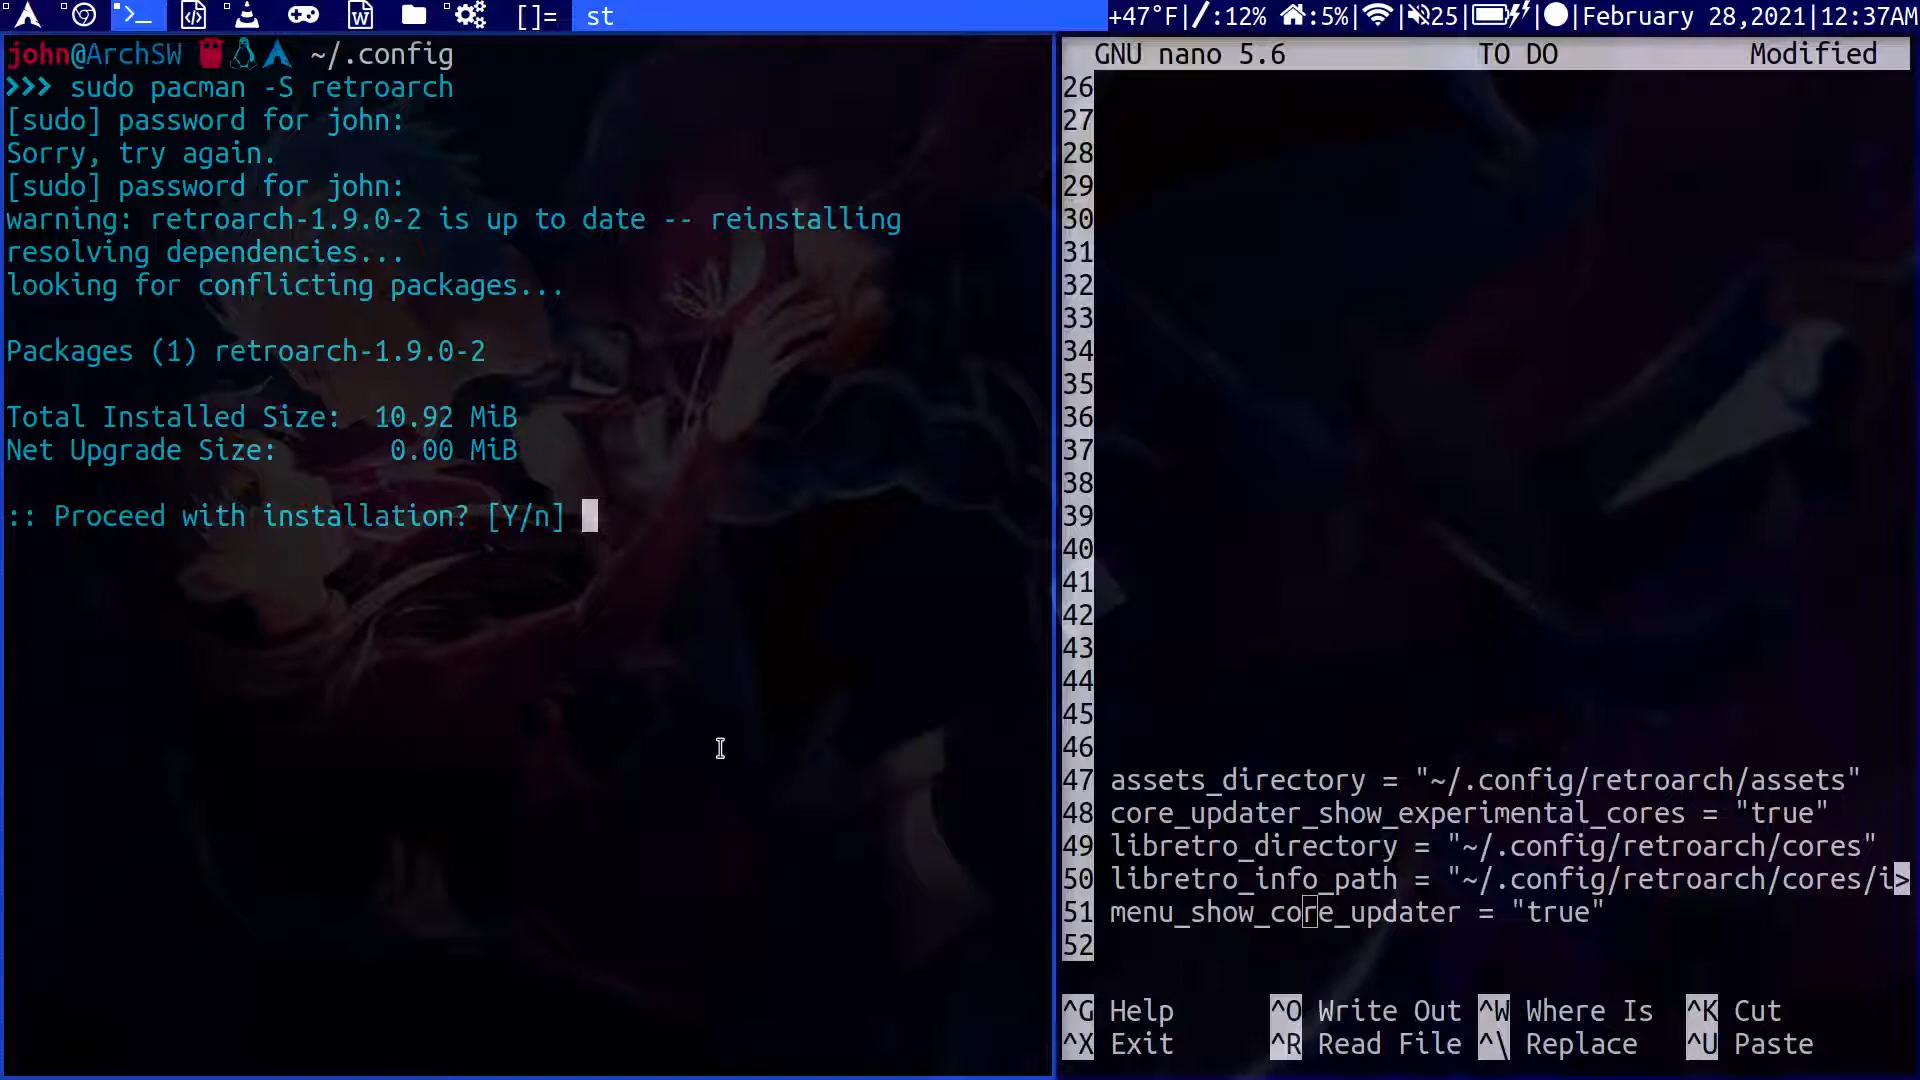 []= st +47°F|/:12% :5%| | 25| | |February 28,2021|12:37AM
john@ArchSW ~/.config
>>> sudo pacman -S retroarch
[sudo] password for john:
Sorry, try again.
[sudo] password for john:
warning: retroarch-1.9.0-2 is up to date -- reinstalling
resolving dependencies...
looking for conflicting packages...
Packages (1) retroarch-1.9.0-2
Total Installed Size:  10.92 MiB
Net Upgrade Size:       0.00 MiB
:: Proceed with installation? [Y/n]
GNU nano 5.6 TO DO Modified
26
27
28
29
30
31
32
33
34
35
36
37
38
39
40
41
42
43
44
45
46
47 assets_directory = "~/.config/retroarch/assets"
48 core_updater_show_experimental_cores = "true"
49 libretro_directory = "~/.config/retroarch/cores"
50 libretro_info_path = "~/.config/retroarch/cores/i>
51 menu_show_core_updater = "true"
52
^G Help ^O Write Out ^W Where Is ^K Cut
^X Exit ^R Read File ^\ Replace ^U Paste